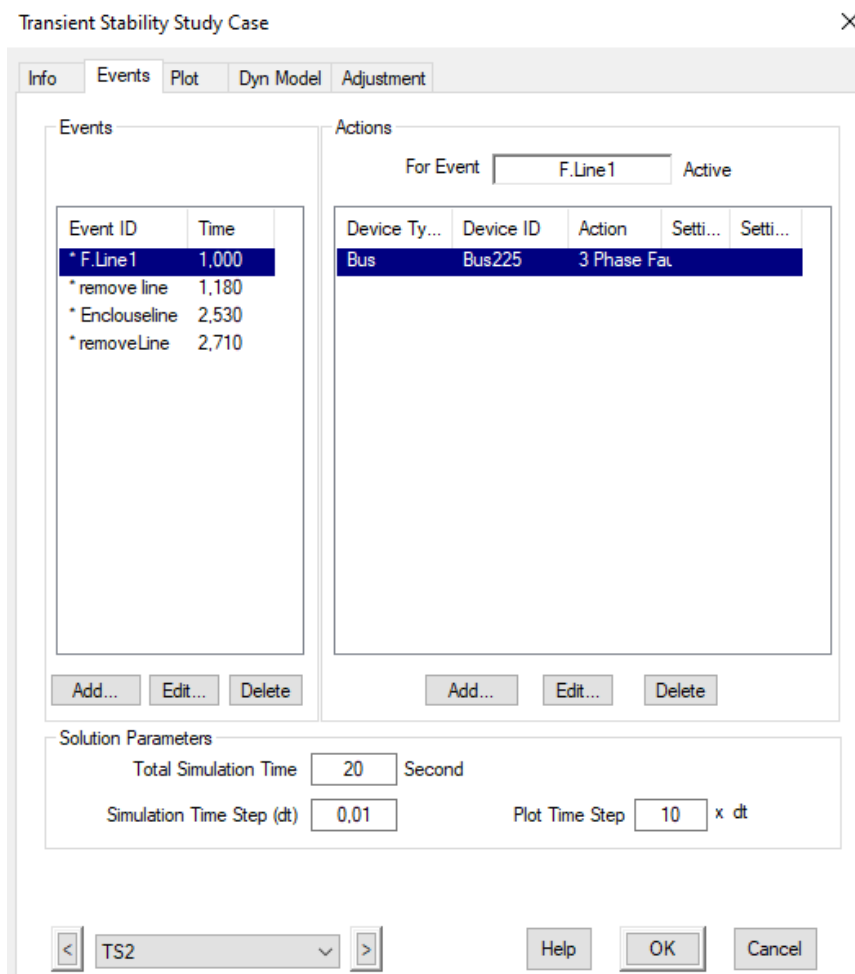 Transient Stability Study Case
Info Events Plot Dyn Model Adjustment
Events
Actions
For Event F.Line1 Active
Event ID Time
* F.Line1 1,000
* remove line 1,180
* Enclouseline 2,530
* removeLine 2,710
Device Ty... Device ID Action Setti... Setti...
Bus Bus225 3 Phase Fau
Add... Edit... Delete
Add... Edit... Delete
Solution Parameters
Total Simulation Time 20 Second
Simulation Time Step (dt) 0,01 Plot Time Step 10 x dt
< TS2 > Help OK Cancel